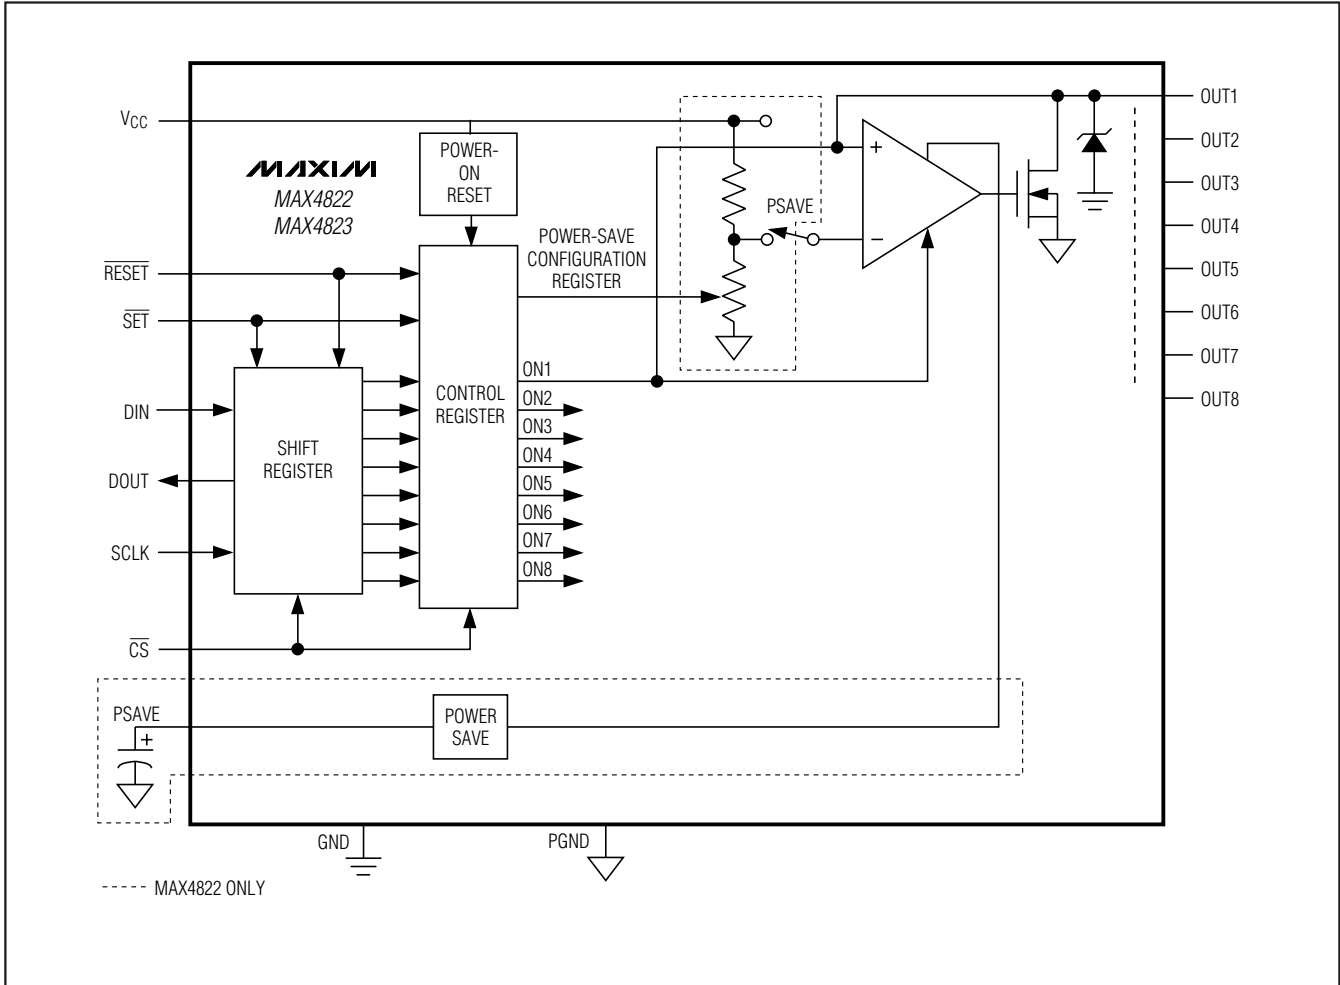 VCC
MAXIM
MAX4822
MAX4823
POWER-
ON
RESET
RESET
SET
DIN
DOUT
SCLK
CS
SHIFT
REGISTER
CONTROL
REGISTER
POWER-SAVE
CONFIGURATION
REGISTER
PSAVE
+
−
ON1
ON2
ON3
ON4
ON5
ON6
ON7
ON8
OUT1
OUT2
OUT3
OUT4
OUT5
OUT6
OUT7
OUT8
PSAVE
+
POWER
SAVE
GND
PGND
MAX4822 ONLY